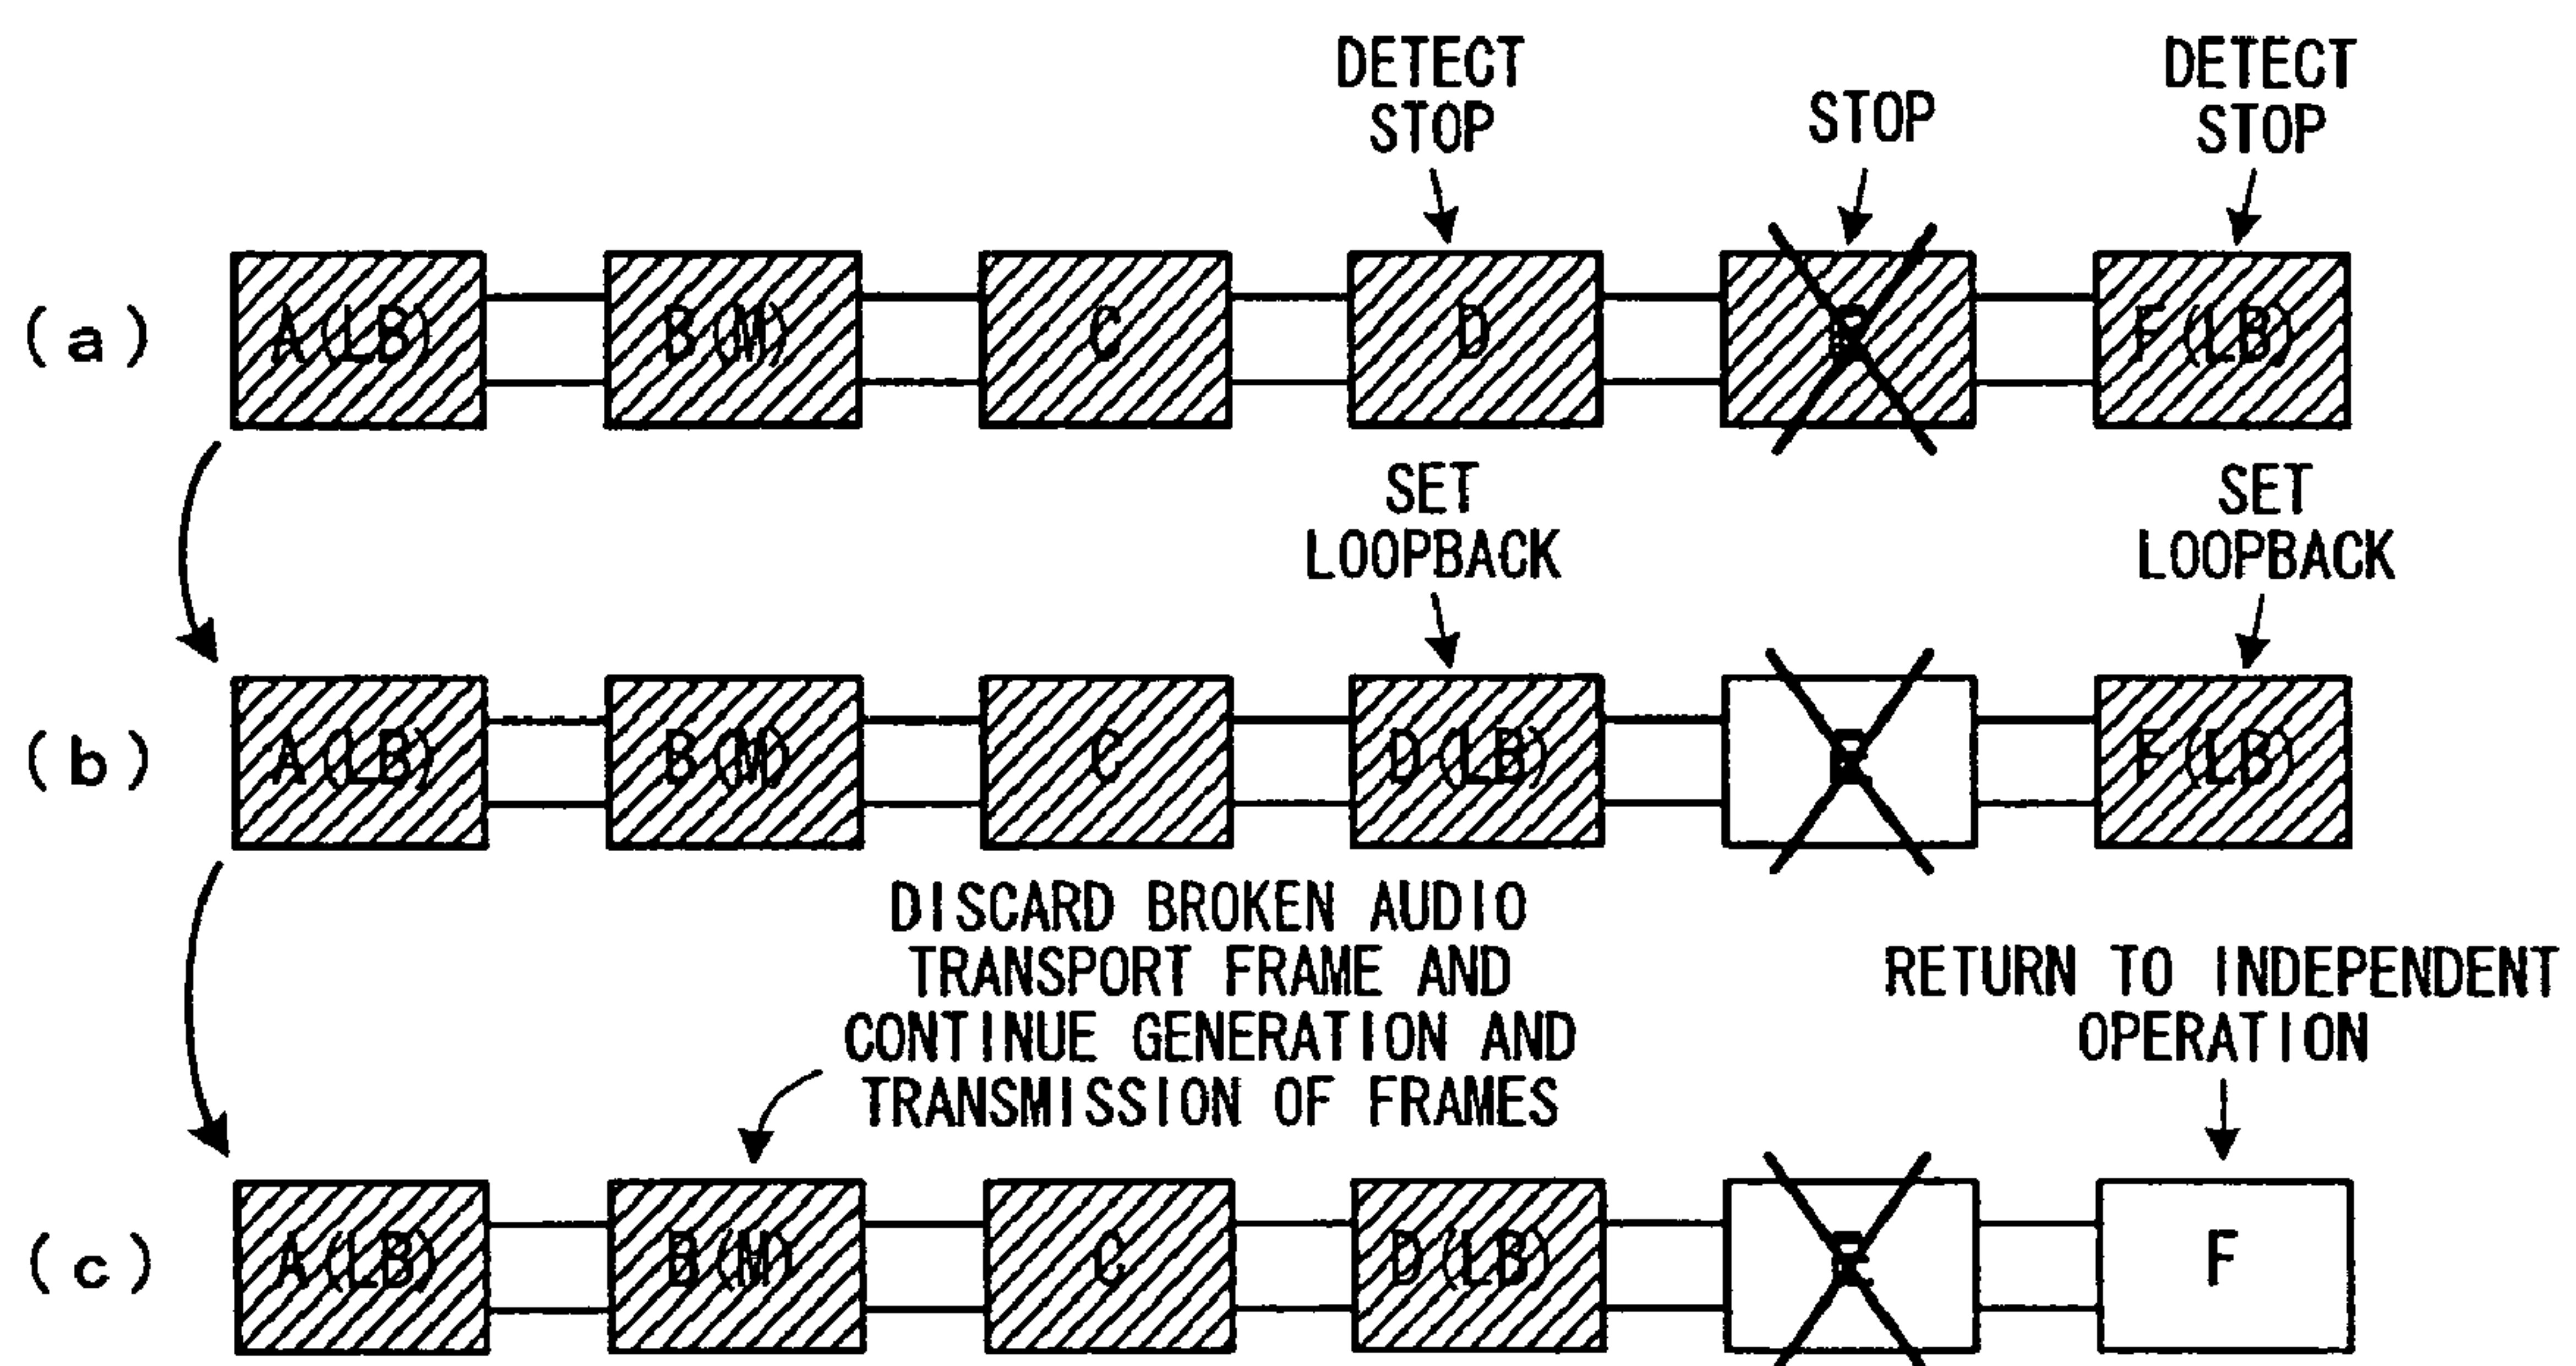 DETECT
STOP
STOP
DETECT
STOP
(a)
A(LB)
B(M)
C
D
E
F(LB)
SET
LOOPBACK
SET
LOOPBACK
(b)
A(LB)
B(M)
C
D(LB)
E
F(LB)
DISCARD BROKEN AUDIO
TRANSPORT FRAME AND
CONTINUE GENERATION AND
TRANSMISSION OF FRAMES
RETURN TO INDEPENDENT
OPERATION
(c)
A(LB)
B(M)
C
D(LB)
E
F